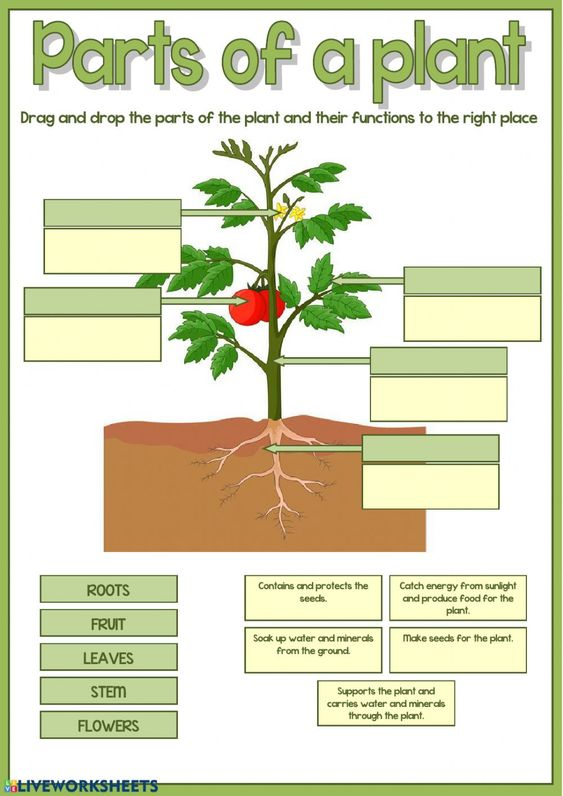 Parts of a plant
Drag and drop the parts of the plant and their functions to the right place
ROOTS
FRUIT
LEAVES
STEM
FLOWERS
Contains and protects the
seeds.
Catch energy from sunlight
and produce food for the
plant.
Soak up water and minerals
from the ground.
Make seeds for the plant.
Supports the plant and
carries water and minerals
through the plant.
LIVEWORKSHEETS